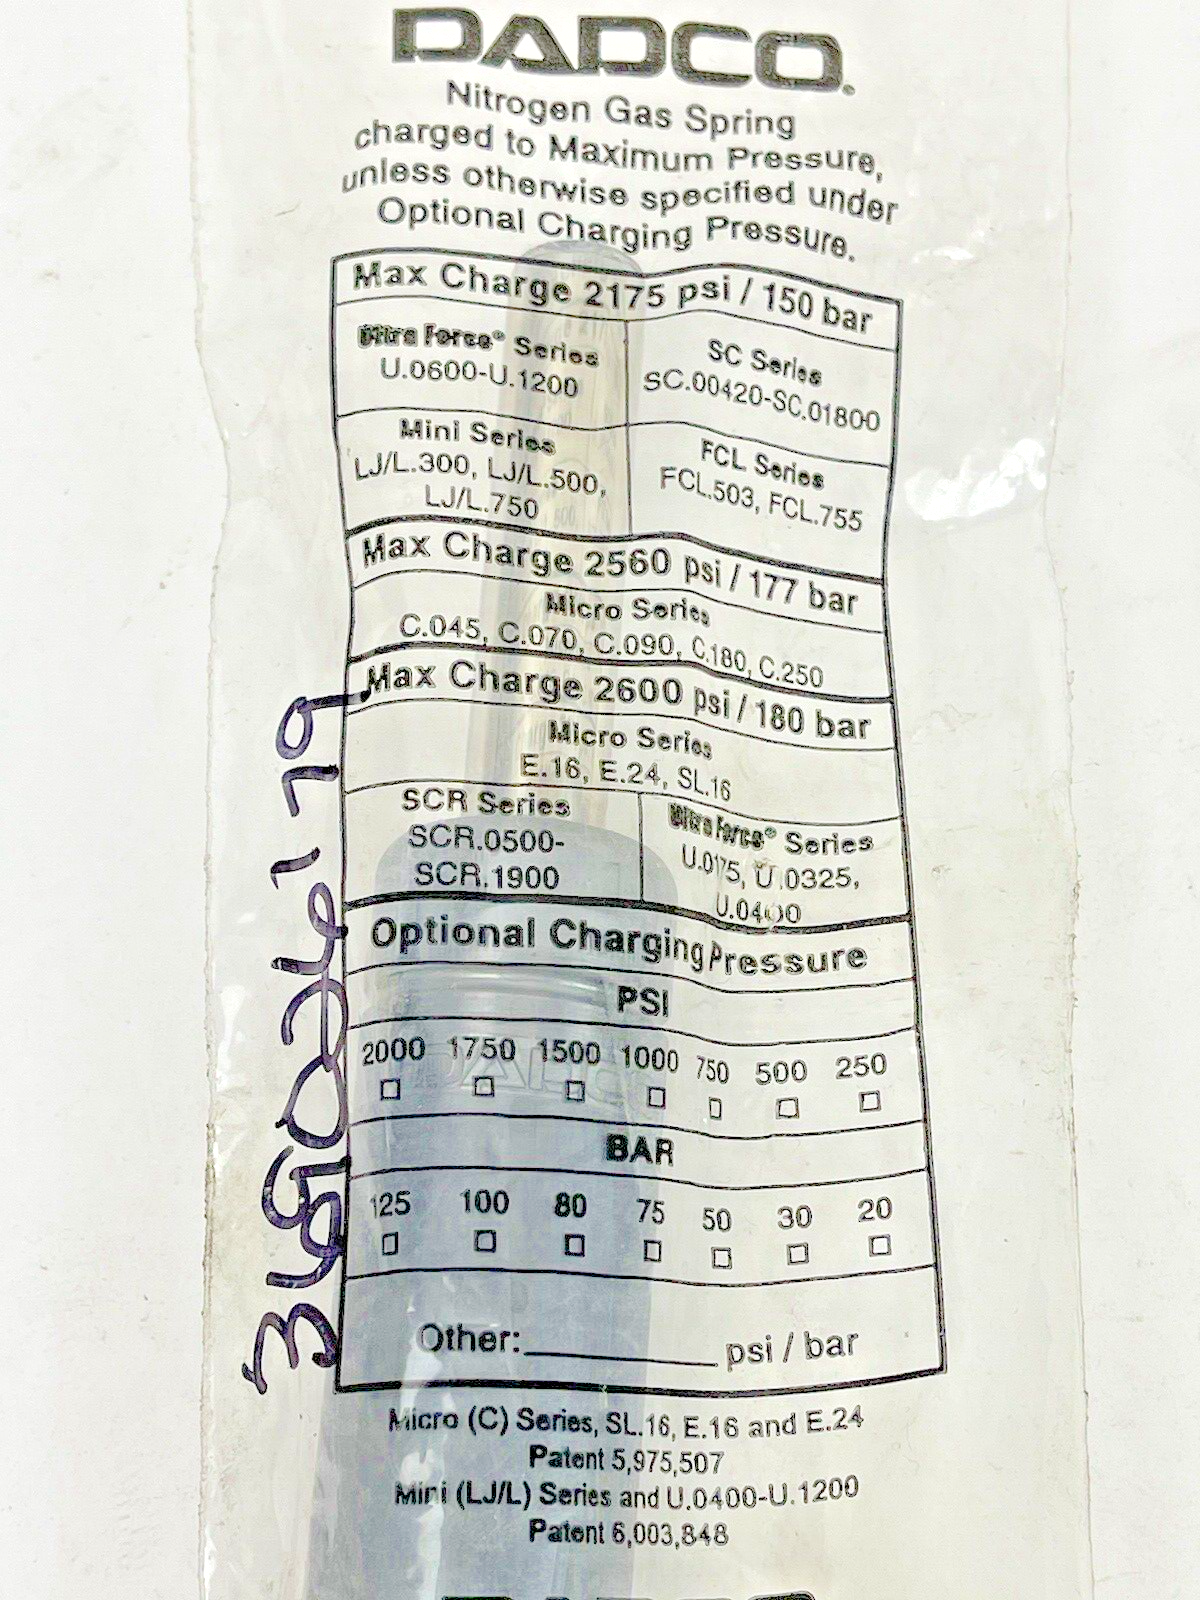 DADCO®
Nitrogen Gas Spring
charged to Maximum Pressure,
unless otherwise specified under
Optional Charging Pressure.
Max Charge 2175 psi / 150 bar
Ultra Force® Series
U.0600-U.1200
SC Series
SC.00420-SC.01800
Mini Series
LJ/L.300, LJ/L.500,
LJ/L.750
FCL Series
FCL.503, FCL.755
Max Charge 2560 psi / 177 bar
Micro Series
C.045, C.070, C.090, C.180, C.250
Max Charge 2600 psi / 180 bar
Micro Series
E.16, E.24, SL.16
SCR Series
SCR.0500-
SCR.1900
Ultra Force® Series
U.0175, U.0325,
U.0400
Optional Charging Pressure
PSI
2000 1750 1500 1000 750 500 250
BAR
125 100 80 75 50 30 20
Other:_________ psi / bar
Micro (C) Series, SL.16, E.16 and E.24
Patent 5,975,507
Mini (LJ/L) Series and U.0400-U.1200
Patent 6,003,848